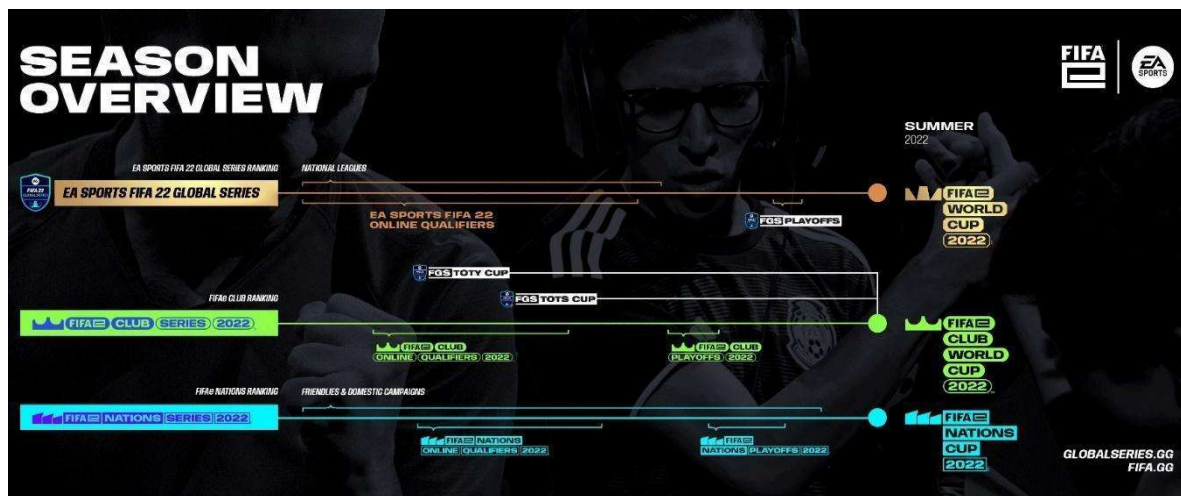 SEASON
OVERVIEW
FIFAe
EA
SPORTS
SUMMER
2022
EA SPORTS FIFA 22 GLOBAL SERIES RANKING
NATIONAL LEAGUES
EA SPORTS FIFA 22 GLOBAL SERIES
EA SPORTS FIFA 22
ONLINE QUALIFIERS
FGS PLAYOFFS
FIFAe
WORLD
CUP
2022
FGS TOTY CUP
FGS TOTS CUP
FIFAe CLUB RANKING
FIFAe CLUB SERIES 2022
FIFAe CLUB
ONLINE QUALIFIERS 2022
FIFAe CLUB
PLAYOFFS 2022
FIFAe
CLUB
WORLD
CUP
2022
FIFAe NATIONS RANKING
FRIENDLIES & DOMESTIC CAMPAIGNS
FIFAe NATIONS SERIES 2022
FIFAe NATIONS
ONLINE QUALIFIERS 2022
FIFAe
NATIONS PLAYOFFS 2022
FIFAe
NATIONS
CUP
2022
GLOBALSERIES.GG
FIFA.GG